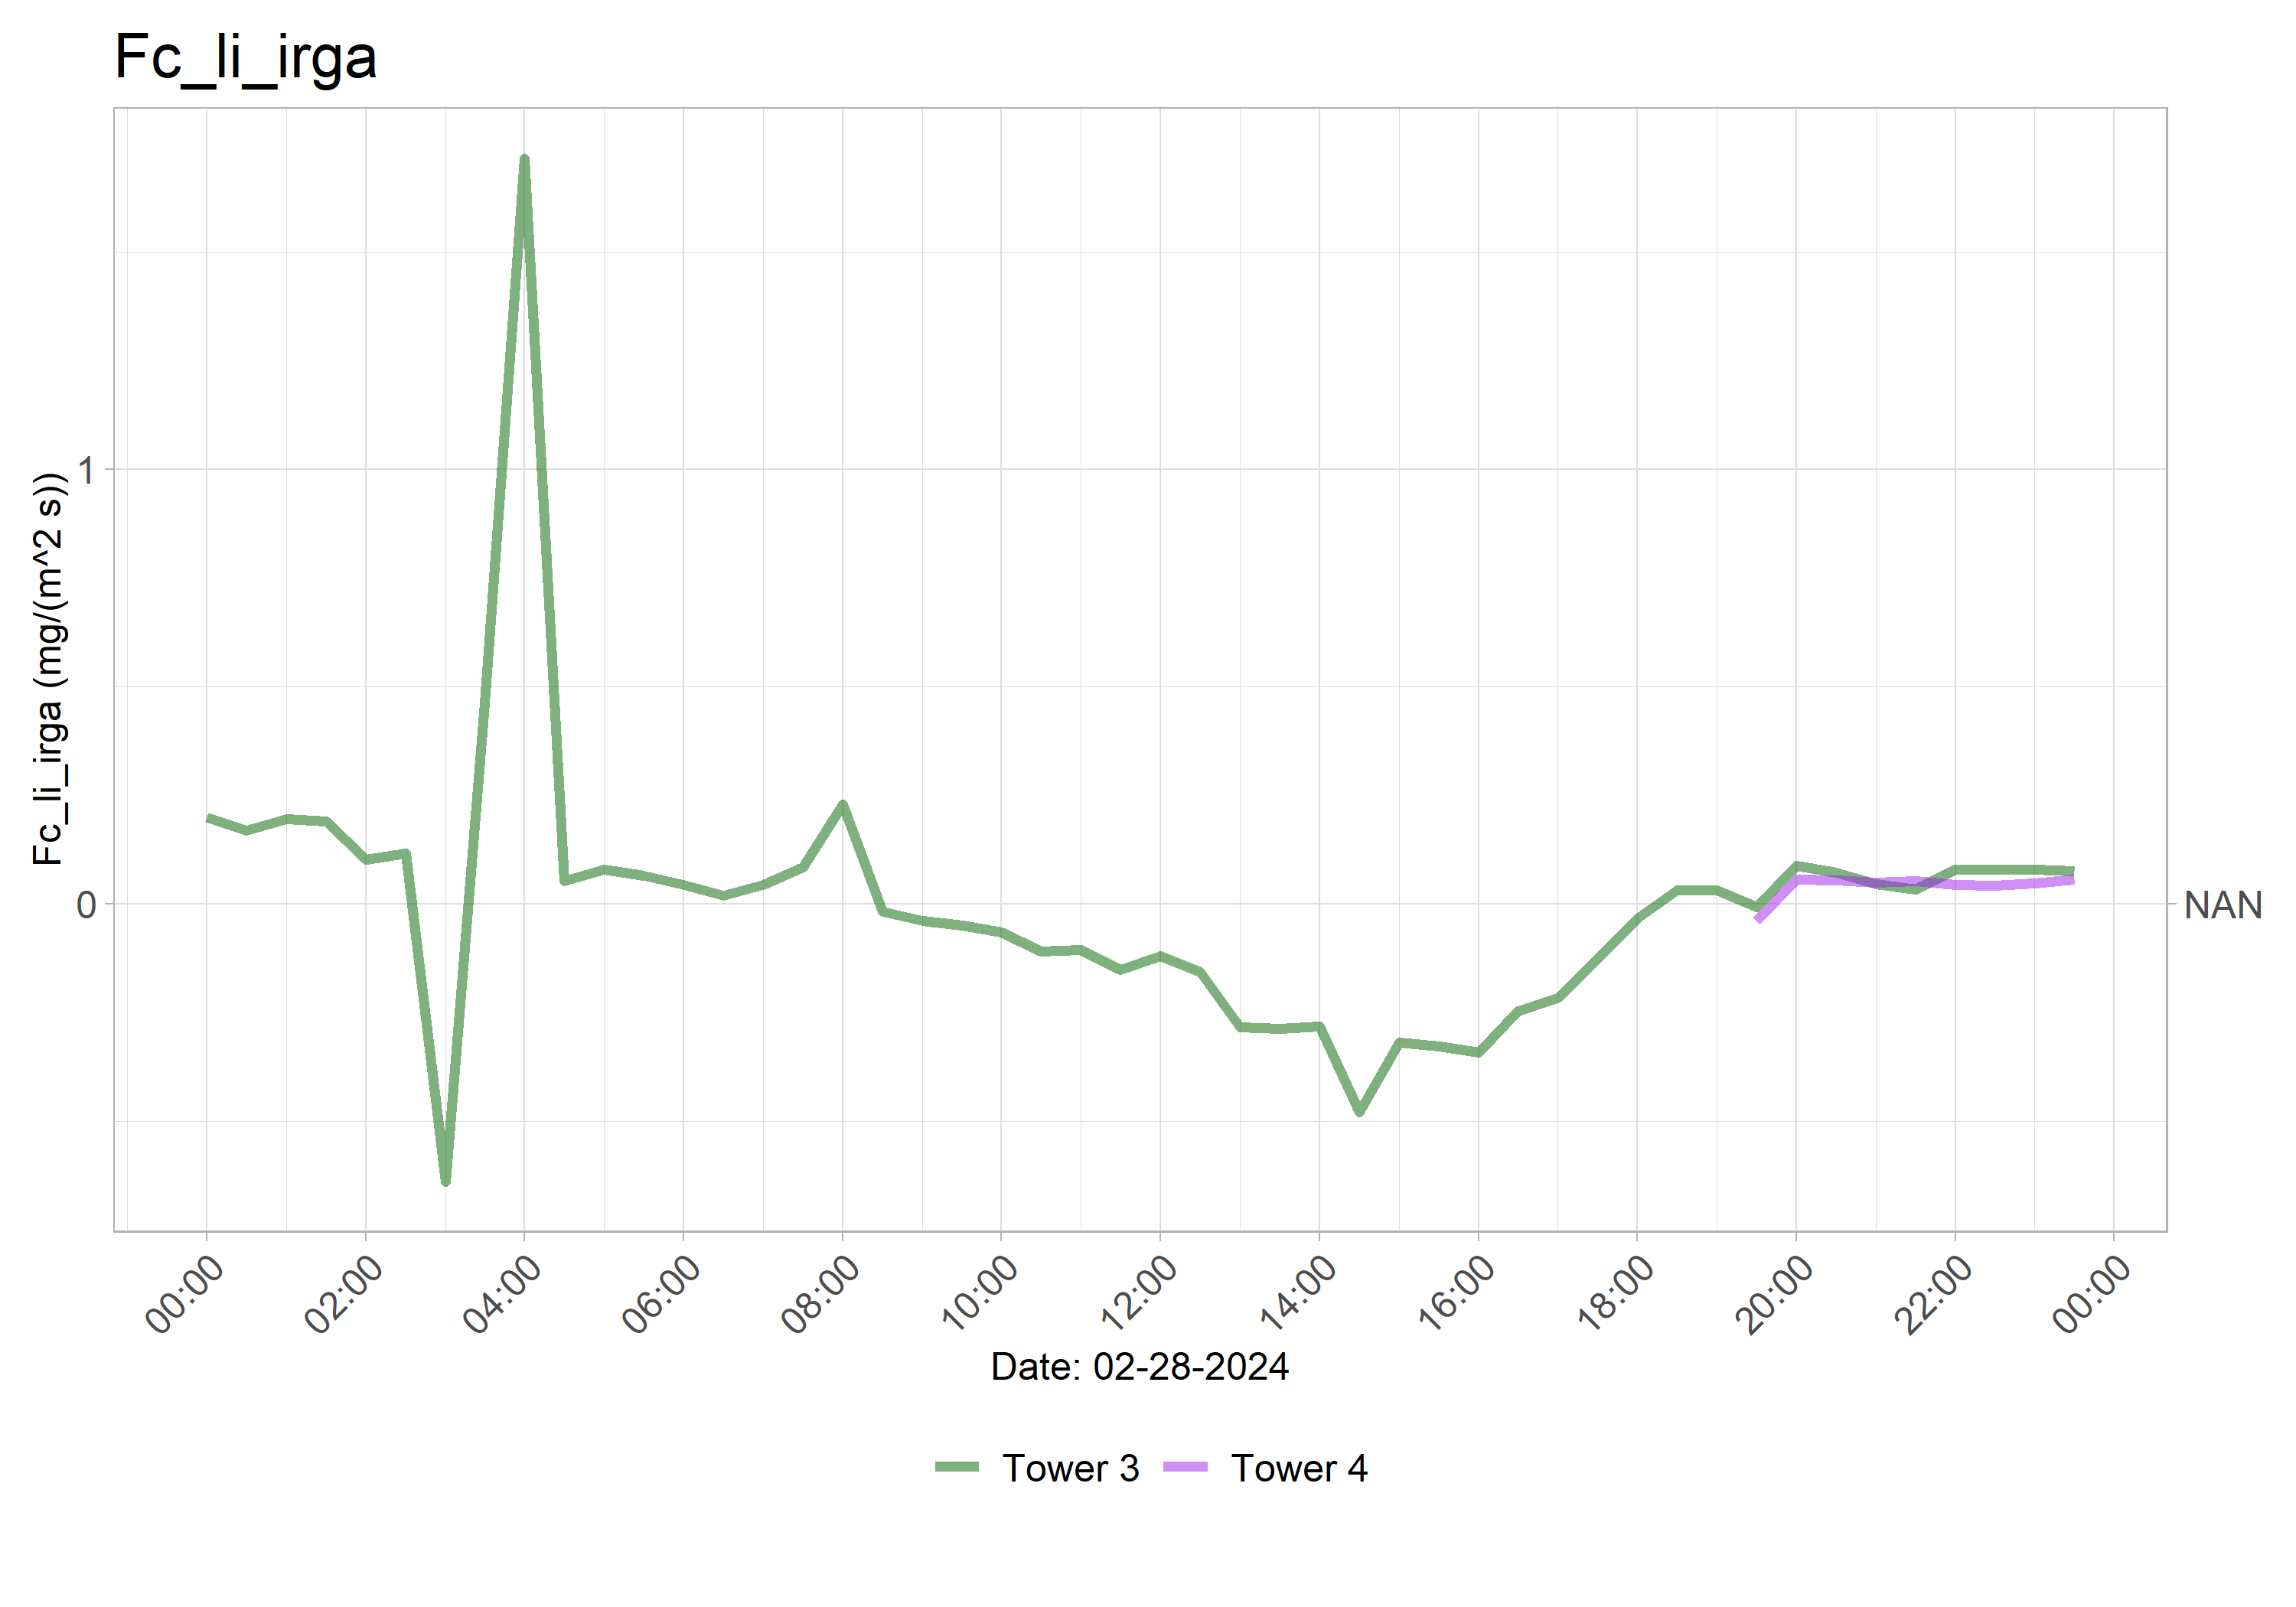 Fc_li_irga
Fc_li_irga (mg/(m^2 s))
1
0
NAN
00:00 02:00 04:00 06:00 08:00 10:00 12:00 14:00 16:00 18:00 20:00 22:00 00:00
Date: 02-28-2024
Tower 3 Tower 4